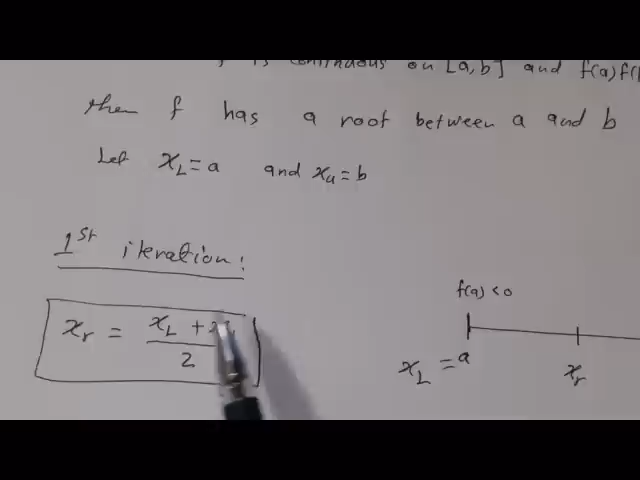 is continuous on [a,b] and f(a)f(
then f has a root between a and b
Let x_L = a and x_u = b
1st iteration:
x_r = (x_L + x)/2
f(a) < 0
x_L = a
x_r